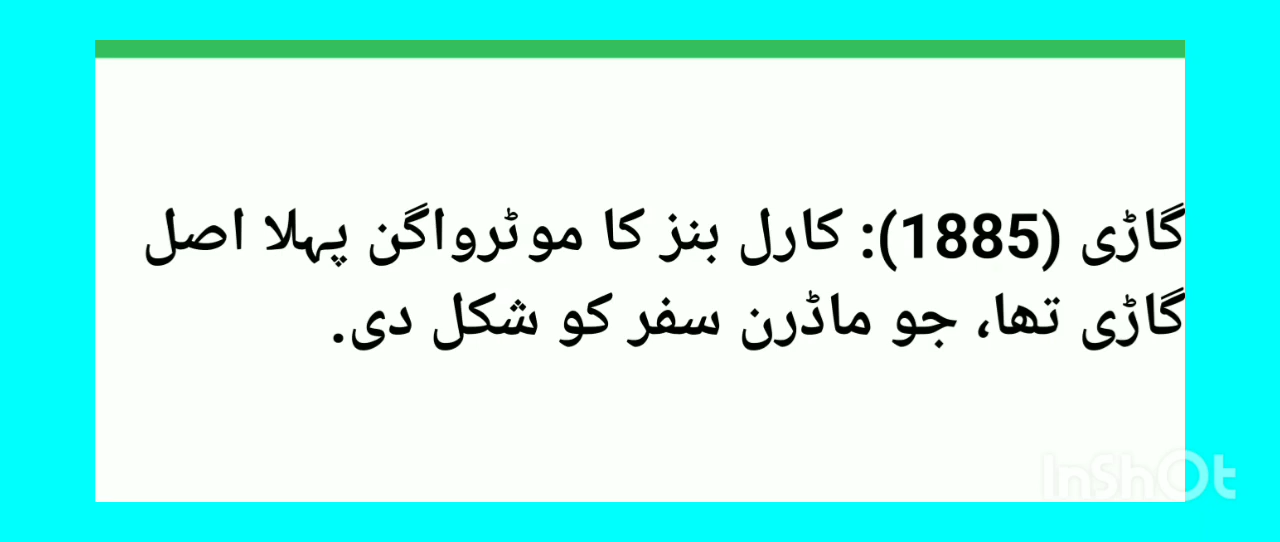 گاڑی (1885): کارل بنز کا موٹرواگن پہلا اصل
گاڑی تھا، جو ماڈرن سفر کو شکل دی.
InShOt